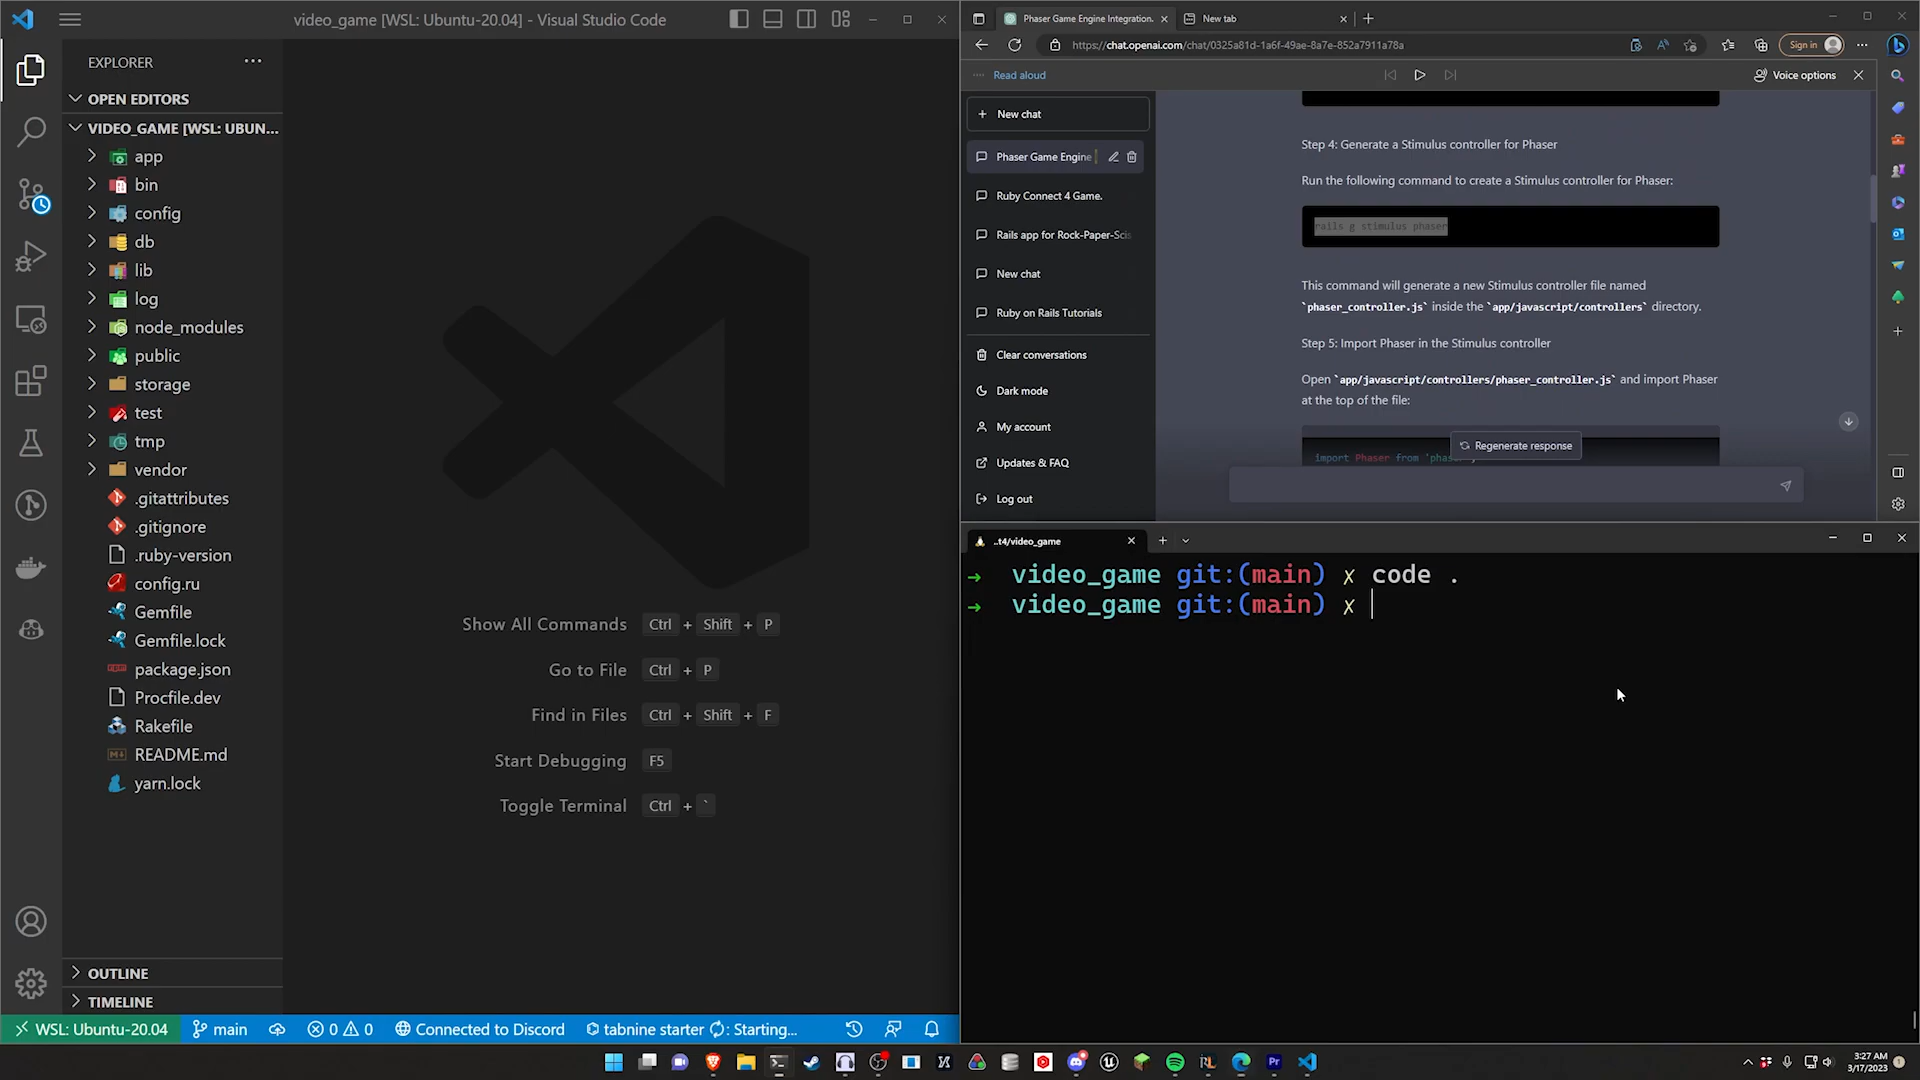 video_game [WSL: Ubuntu-20.04] - Visual Studio Code
EXPLORER
OPEN EDITORS
VIDEO_GAME [WSL: UBUN...
app
bin
config
db
lib
log
node_modules
public
storage
test
tmp
vendor
.gitattributes
.gitignore
.ruby-version
config.ru
Gemfile
Gemfile.lock
package.json
Procfile.dev
Rakefile
README.md
yarn.lock
OUTLINE
TIMELINE
Show All Commands Ctrl + Shift + P
Go to File Ctrl + P
Find in Files Ctrl + Shift + F
Start Debugging F5
Toggle Terminal Ctrl + `
WSL: Ubuntu-20.04 main 0 0 Connected to Discord tabnine starter : Starting...
Phaser Game Engine Integration. New tab
https://chat.openai.com/chat/0325a81d-1a6f-49ae-8a7e-852a7911a78a Sign in
Read aloud Voice options
New chat
Phaser Game Engine
Ruby Connect 4 Game.
Rails app for Rock-Paper-Scis
New chat
Ruby on Rails Tutorials
Clear conversations
Dark mode
My account
Updates & FAQ
Log out
Step 4: Generate a Stimulus controller for Phaser
Run the following command to create a Stimulus controller for Phaser:
rails g stimulus phaser
This command will generate a new Stimulus controller file named
`phaser_controller.js` inside the `app/javascript/controllers` directory.
Step 5: Import Phaser in the Stimulus controller
Open `app/javascript/controllers/phaser_controller.js` and import Phaser
at the top of the file:
import Phaser from 'phas
Regenerate response
..t4/video_game
→ video_game git:(main) ✗ code .
→ video_game git:(main) ✗
3:27 AM
3/17/2023